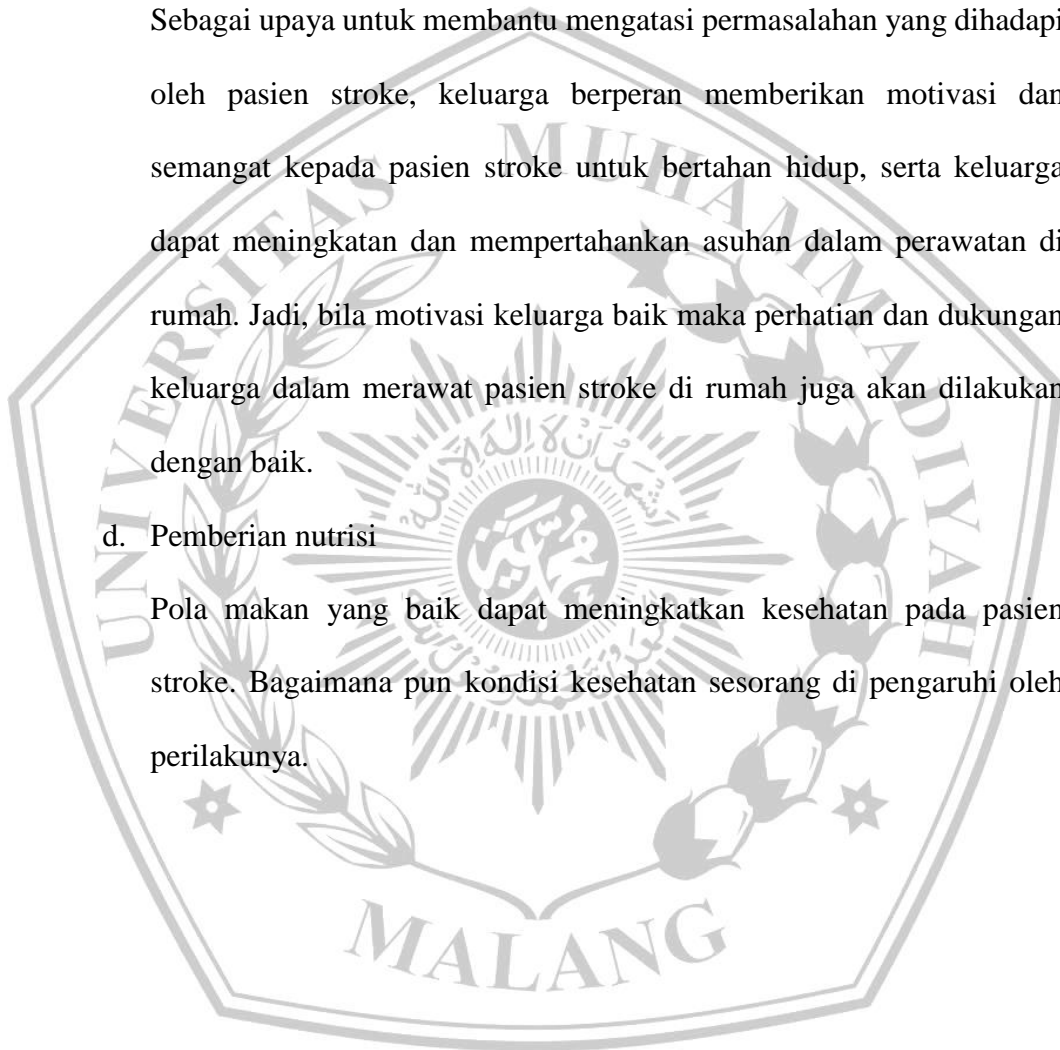 Sebagai upaya untuk membantu mengatasi permasalahan yang dihadapi
oleh pasien stroke, keluarga berperan memberikan motivasi dan
semangat kepada pasien stroke untuk bertahan hidup, serta keluarga
dapat meningkatan dan mempertahankan asuhan dalam perawatan di
rumah. Jadi, bila motivasi keluarga baik maka perhatian dan dukungan
keluarga dalam merawat pasien stroke di rumah juga akan dilakukan
dengan baik.
d. Pemberian nutrisi
Pola makan yang baik dapat meningkatkan kesehatan pada pasien
stroke. Bagaimana pun kondisi kesehatan sesorang di pengaruhi oleh
perilakunya.
UNIVERSITAS MUHAMMADIYAH
MALANG